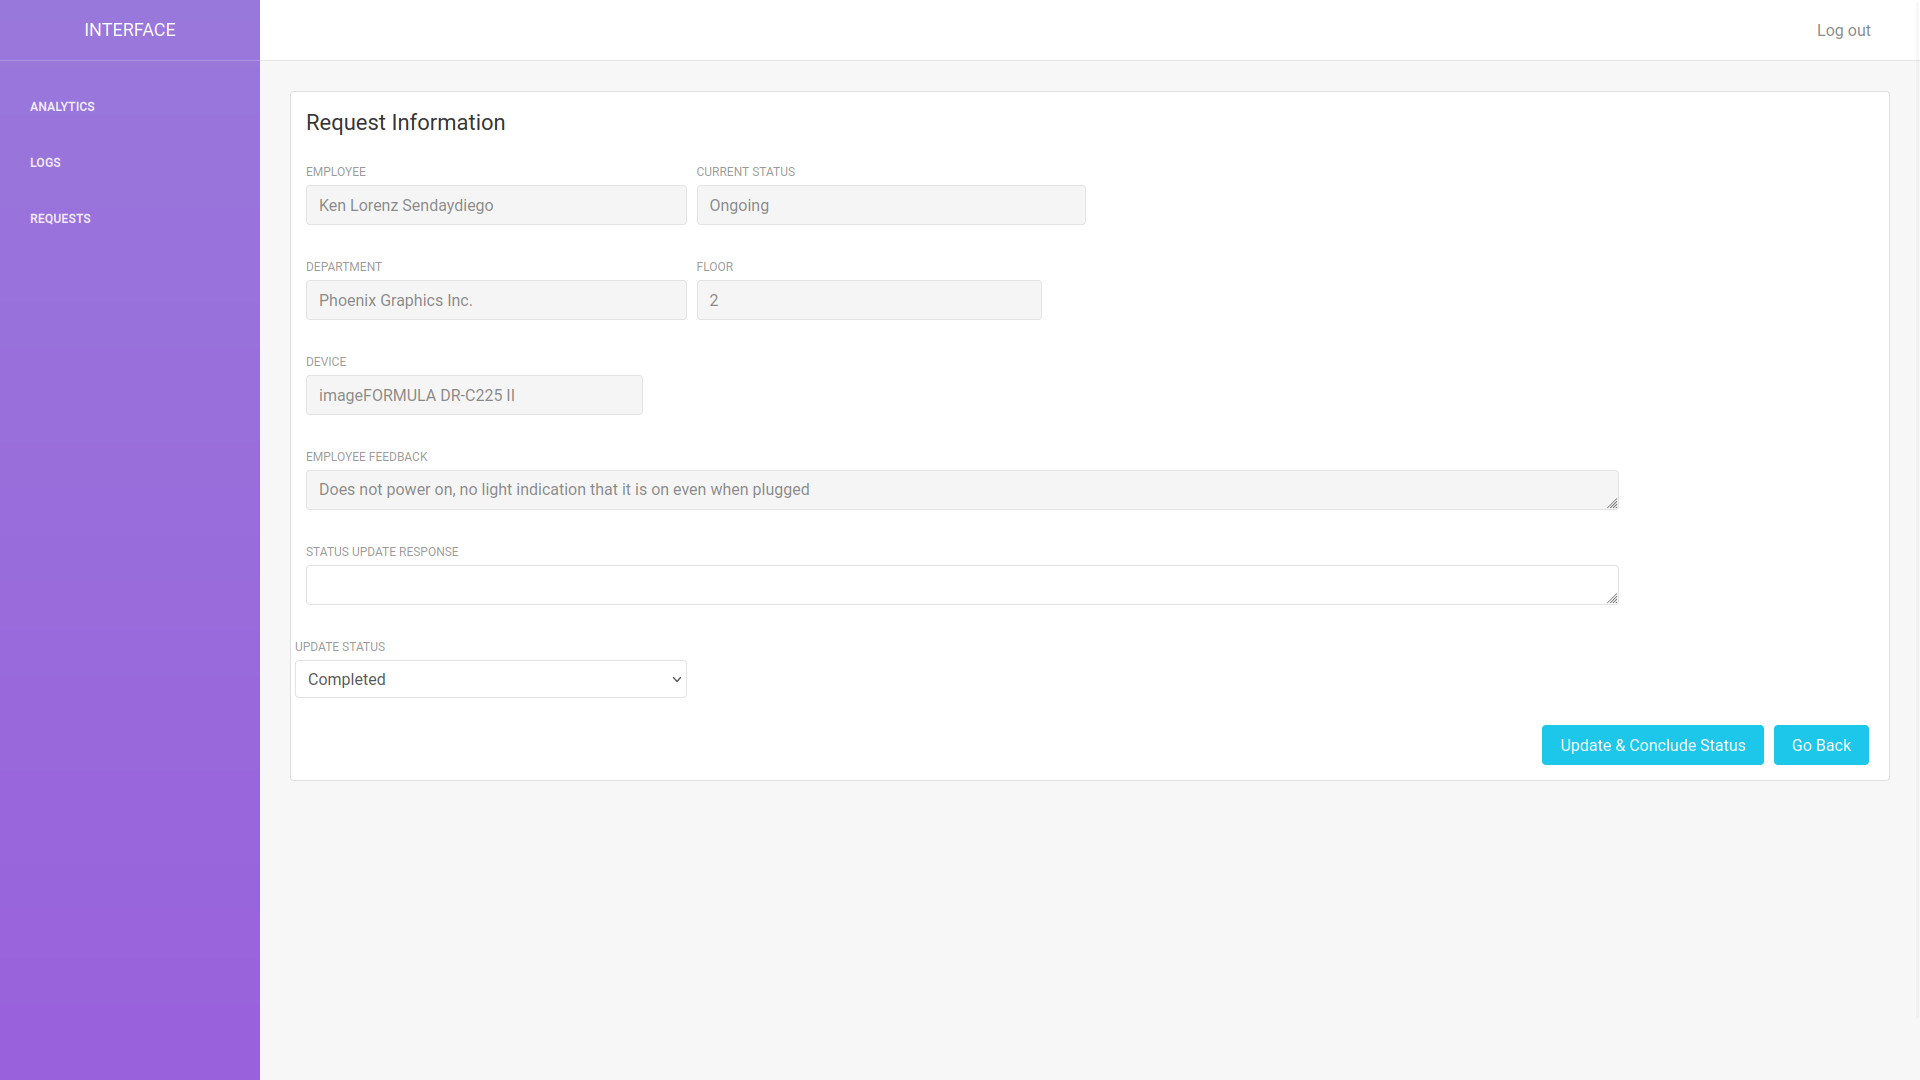 INTERFACE
Log out
ANALYTICS
LOGS
REQUESTS
Request Information
EMPLOYEE
CURRENT STATUS
Ken Lorenz Sendaydiego
Ongoing
DEPARTMENT
FLOOR
Phoenix Graphics Inc.
2
DEVICE
imageFORMULA DR-C225 II
EMPLOYEE FEEDBACK
Does not power on, no light indication that it is on even when plugged
STATUS UPDATE RESPONSE
UPDATE STATUS
Completed
Update & Conclude Status
Go Back